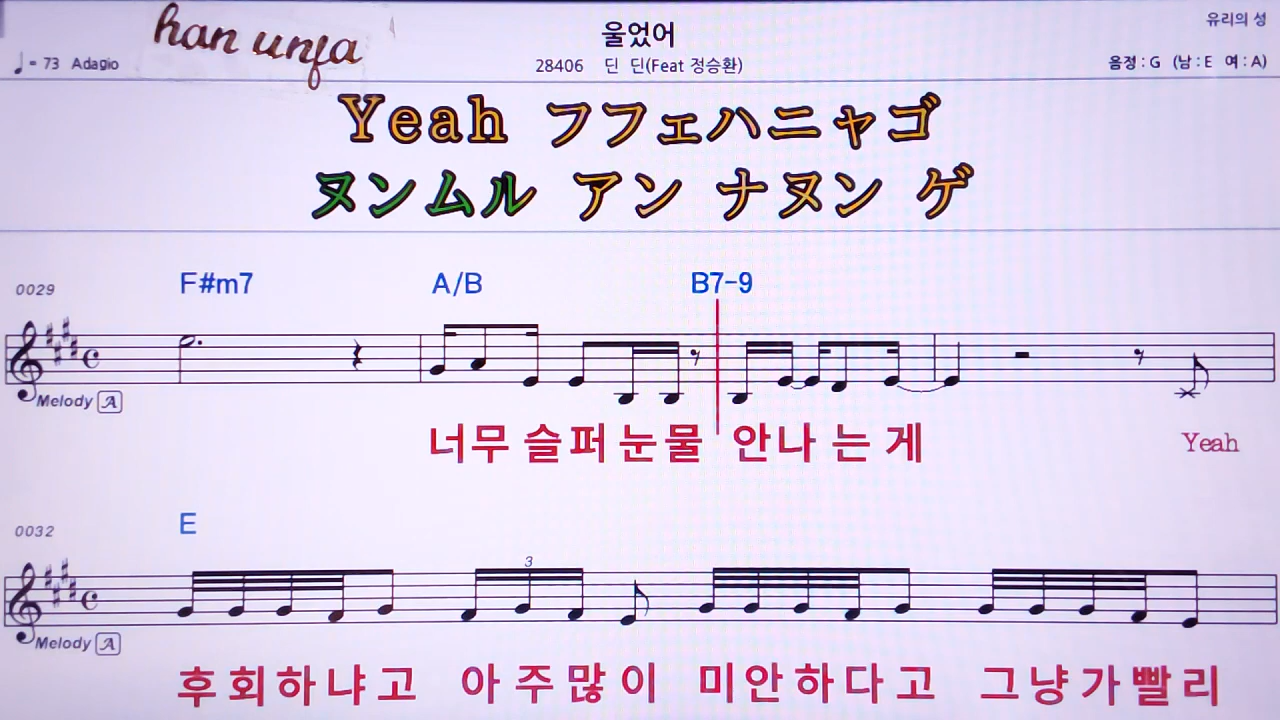 han unfa
울었어
유리의 성
♩= 73 Adagio
28406 딘 딘(Feat 정승환)
음정 : G (남 : E 여 : A)
Yeah フフェハニャゴ
ヌンムル アン ナヌン ゲ
0029 F#m7 A/B B7-9
Melody A
너무 슬퍼 눈물 안나 는 게 Yeah
0032 E
3
Melody A
후회하냐고 아 주 많 이 미안하다고 그냥가빨리